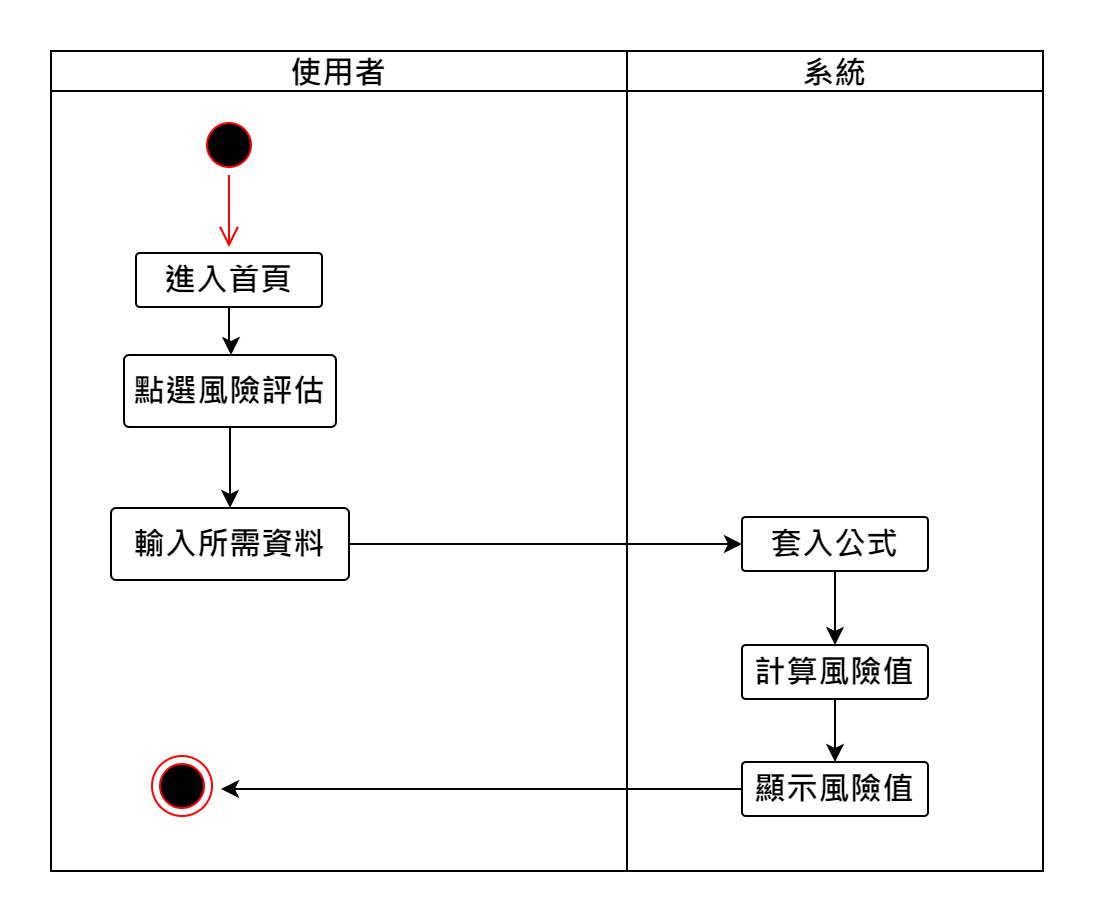 使用者
系統
進入首頁
點選風險評估
輸入所需資料
套入公式
計算風險值
顯示風險值